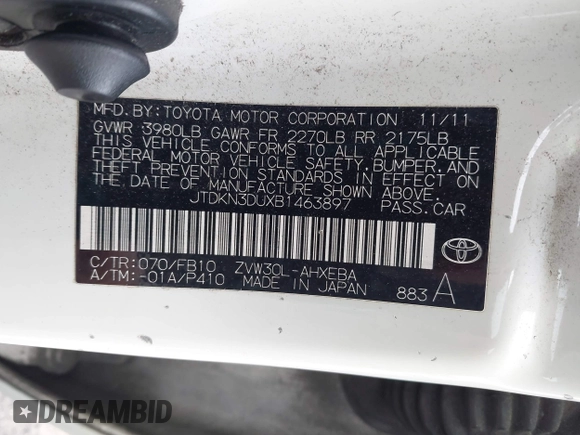 MFD.BY:TOYOTA MOTOR CORPORATION 11/11
GVWR 3980LB GAWR FR 2270LB RR 2175LB
THIS VEHICLE CONFORMS TO ALL APPLICABLE
FEDERAL MOTOR VEHICLE SAFETY,BUMPER,AND
THEFT PREVENTION STANDARDS IN EFFECT ON
THE DATE OF MANUFACTURE SHOWN ABOVE.
JTDKN3DUXB1463897 PASS.CAR
C/TR:070/FB10 ZVW30L-AHXEBA
A/TM:-01A/P410 MADE IN JAPAN 883 A
TOYOTA
DREAMBID